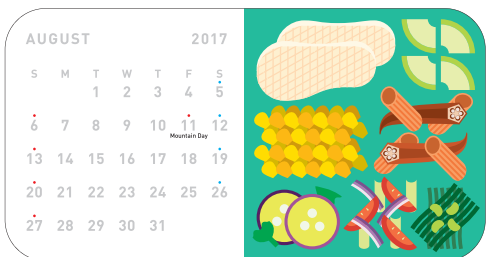 AUGUST 2017
S M T W T F S
1 2 3 4 5
6 7 8 9 10 11 12
Mountain Day
13 14 15 16 17 18 19
20 21 22 23 24 25 26
27 28 29 30 31